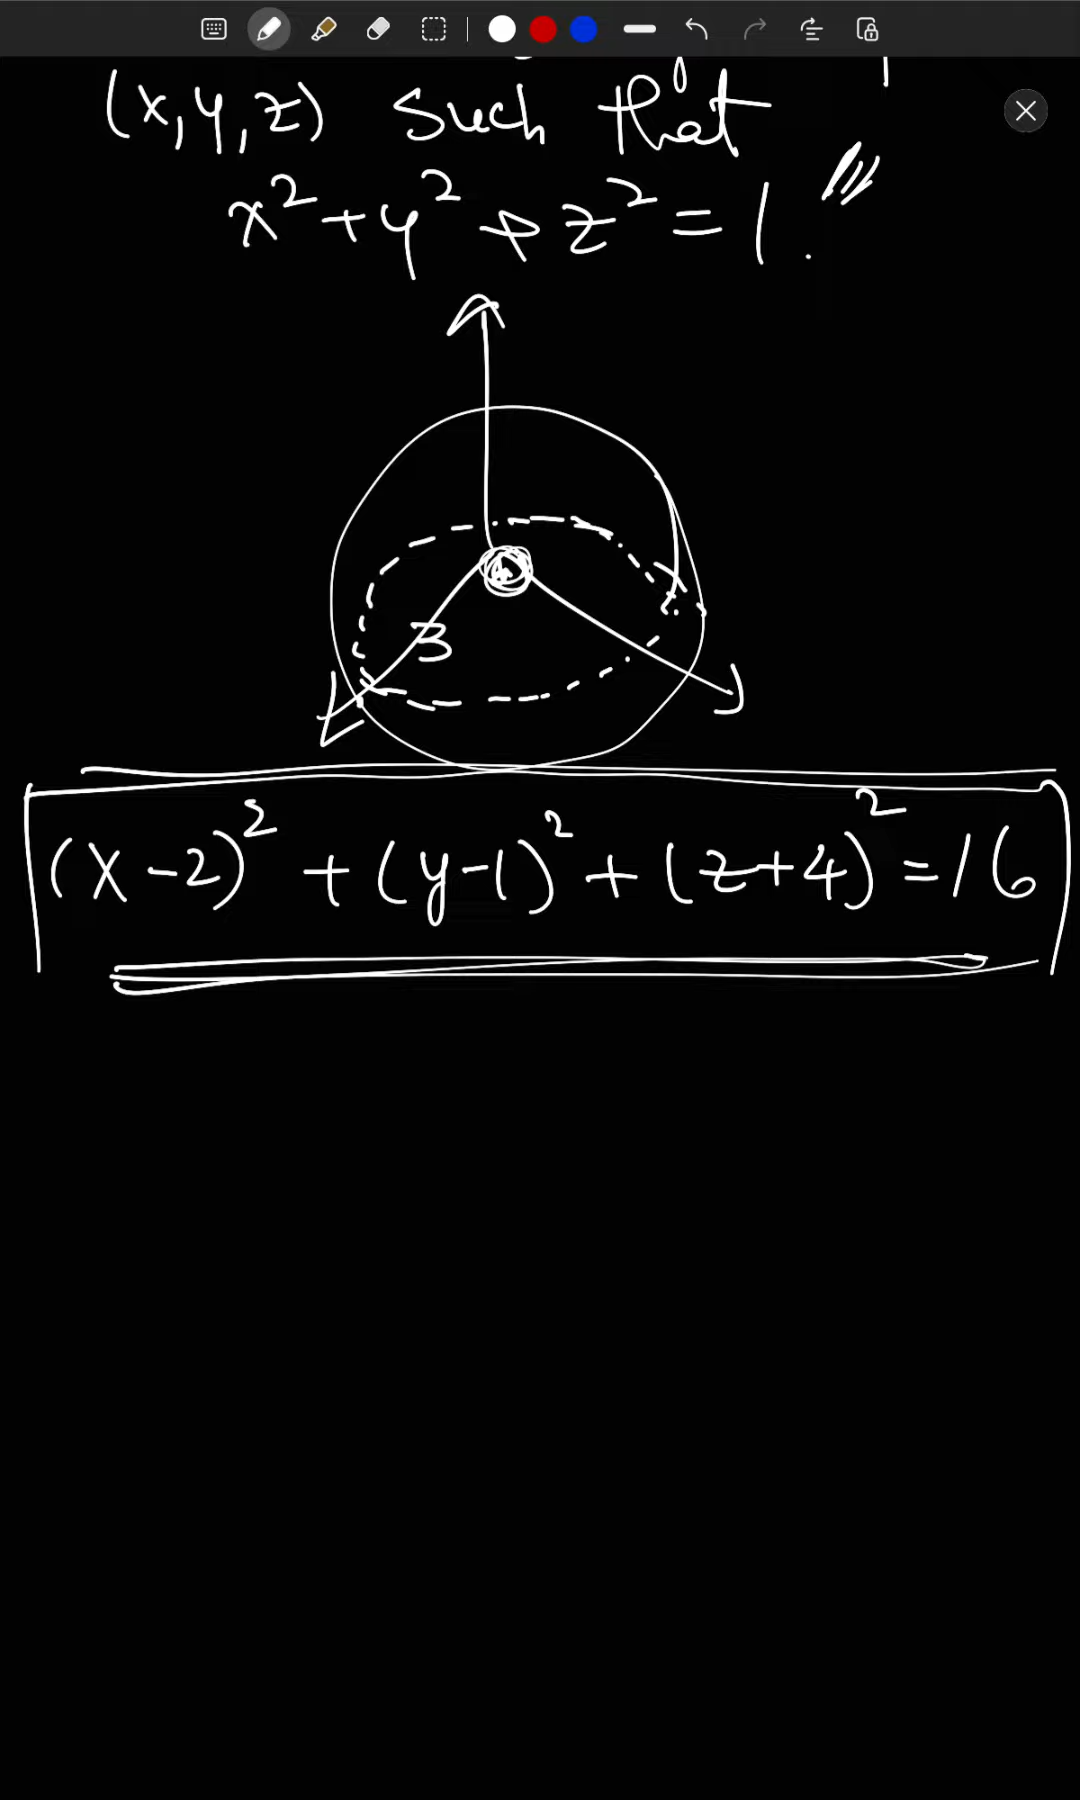 (x,y,z) such that
x² + y² + z² = 1.
3
(x-2)² + (y-1)² + (z+4)² = 16